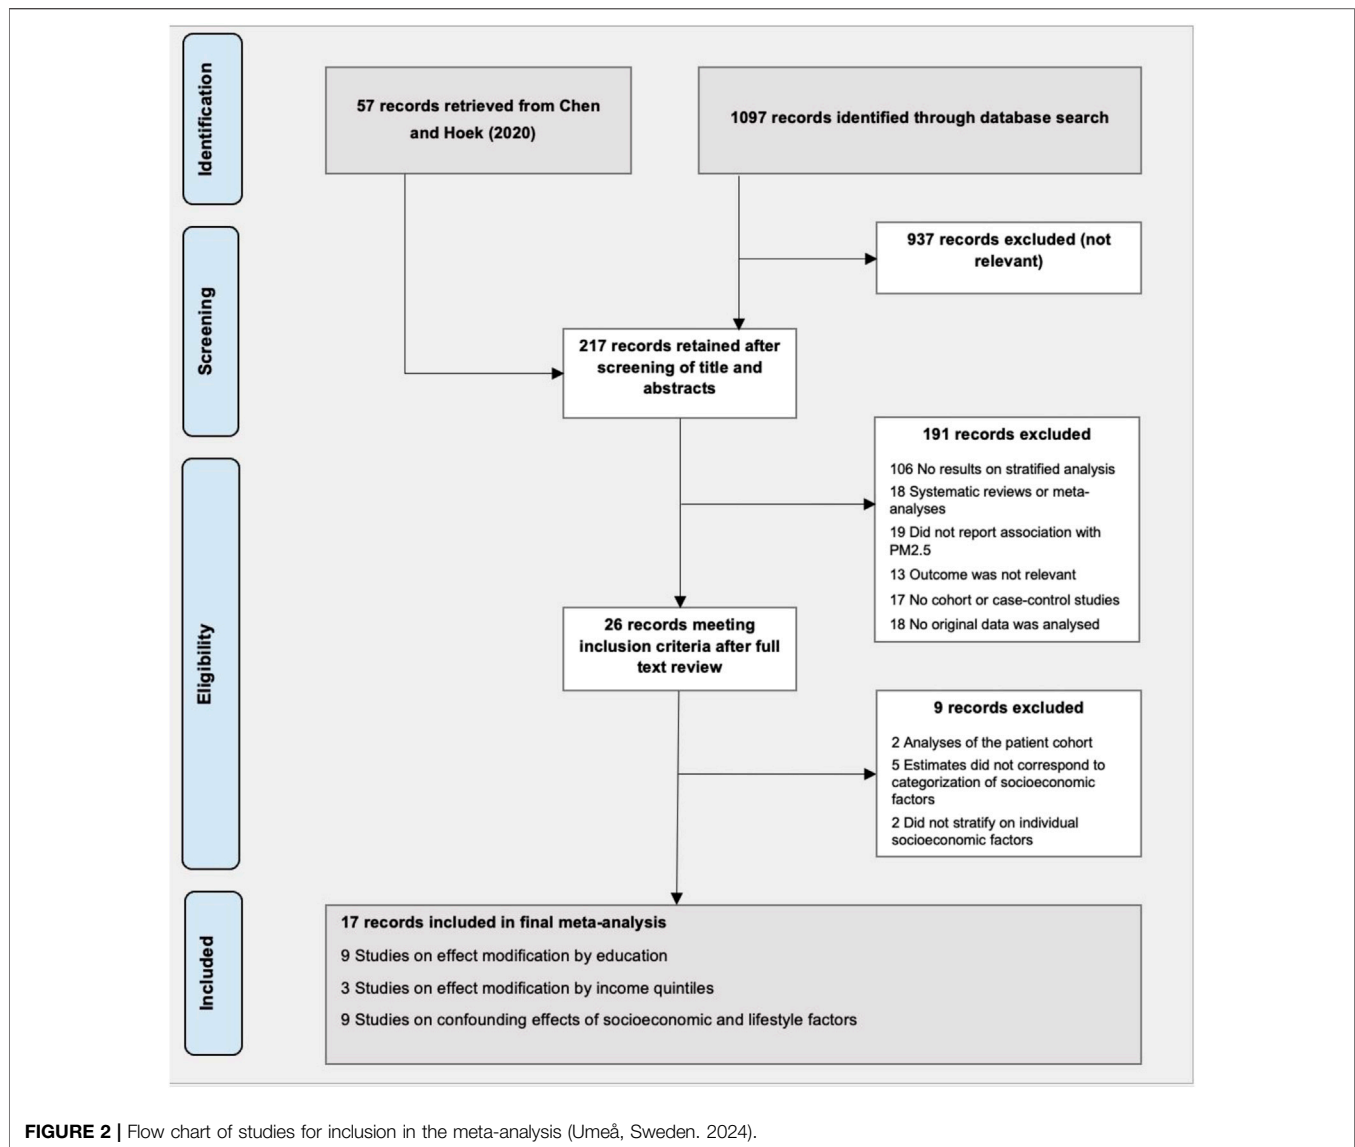 Identification
57 records retrieved from Chen
and Hoek (2020)
1097 records identified through database search
937 records excluded (not
relevant)
Screening
217 records retained after
screening of title and
abstracts
191 records excluded
106 No results on stratified analysis
18 Systematic reviews or meta-
analyses
19 Did not report association with
PM2.5
13 Outcome was not relevant
17 No cohort or case-control studies
18 No original data was analysed
Eligibility
26 records meeting
inclusion criteria after full
text review
9 records excluded
2 Analyses of the patient cohort
5 Estimates did not correspond to
categorization of socioeconomic
factors
2 Did not stratify on individual
socioeconomic factors
Included
17 records included in final meta-analysis
9 Studies on effect modification by education
3 Studies on effect modification by income quintiles
9 Studies on confounding effects of socioeconomic and lifestyle factors
FIGURE 2 | Flow chart of studies for inclusion in the meta-analysis (Umeå, Sweden. 2024).